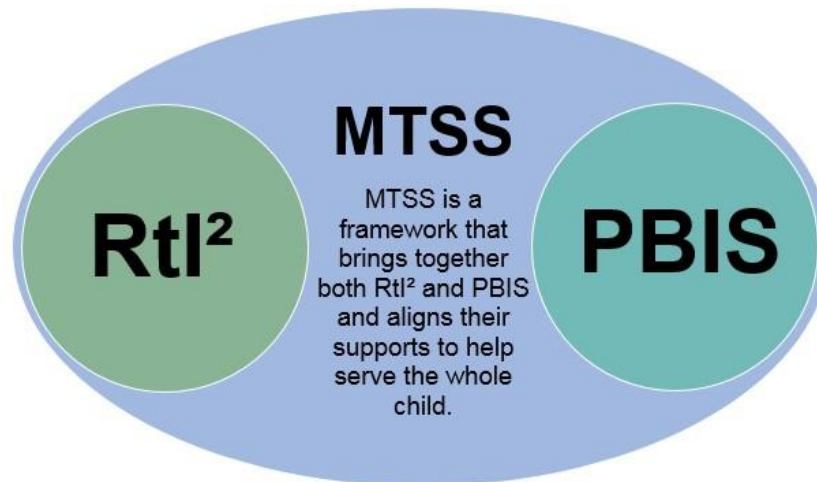 RtI²
MTSS
MTSS is a
framework that
brings together
both RtI² and PBIS
and aligns their
supports to help
serve the whole
child.
PBIS